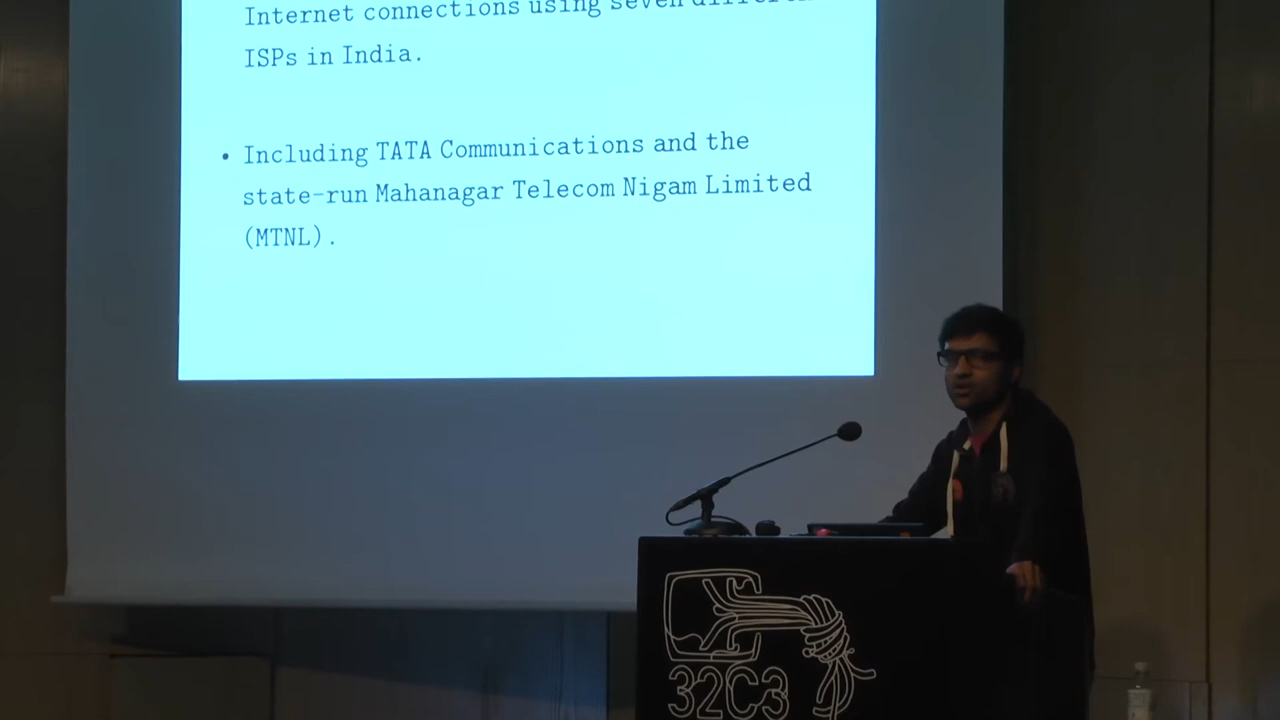 Internet connections using seven different
ISPs in India.
• Including TATA Communications and the
state-run Mahanagar Telecom Nigam Limited
(MTNL).
32C3